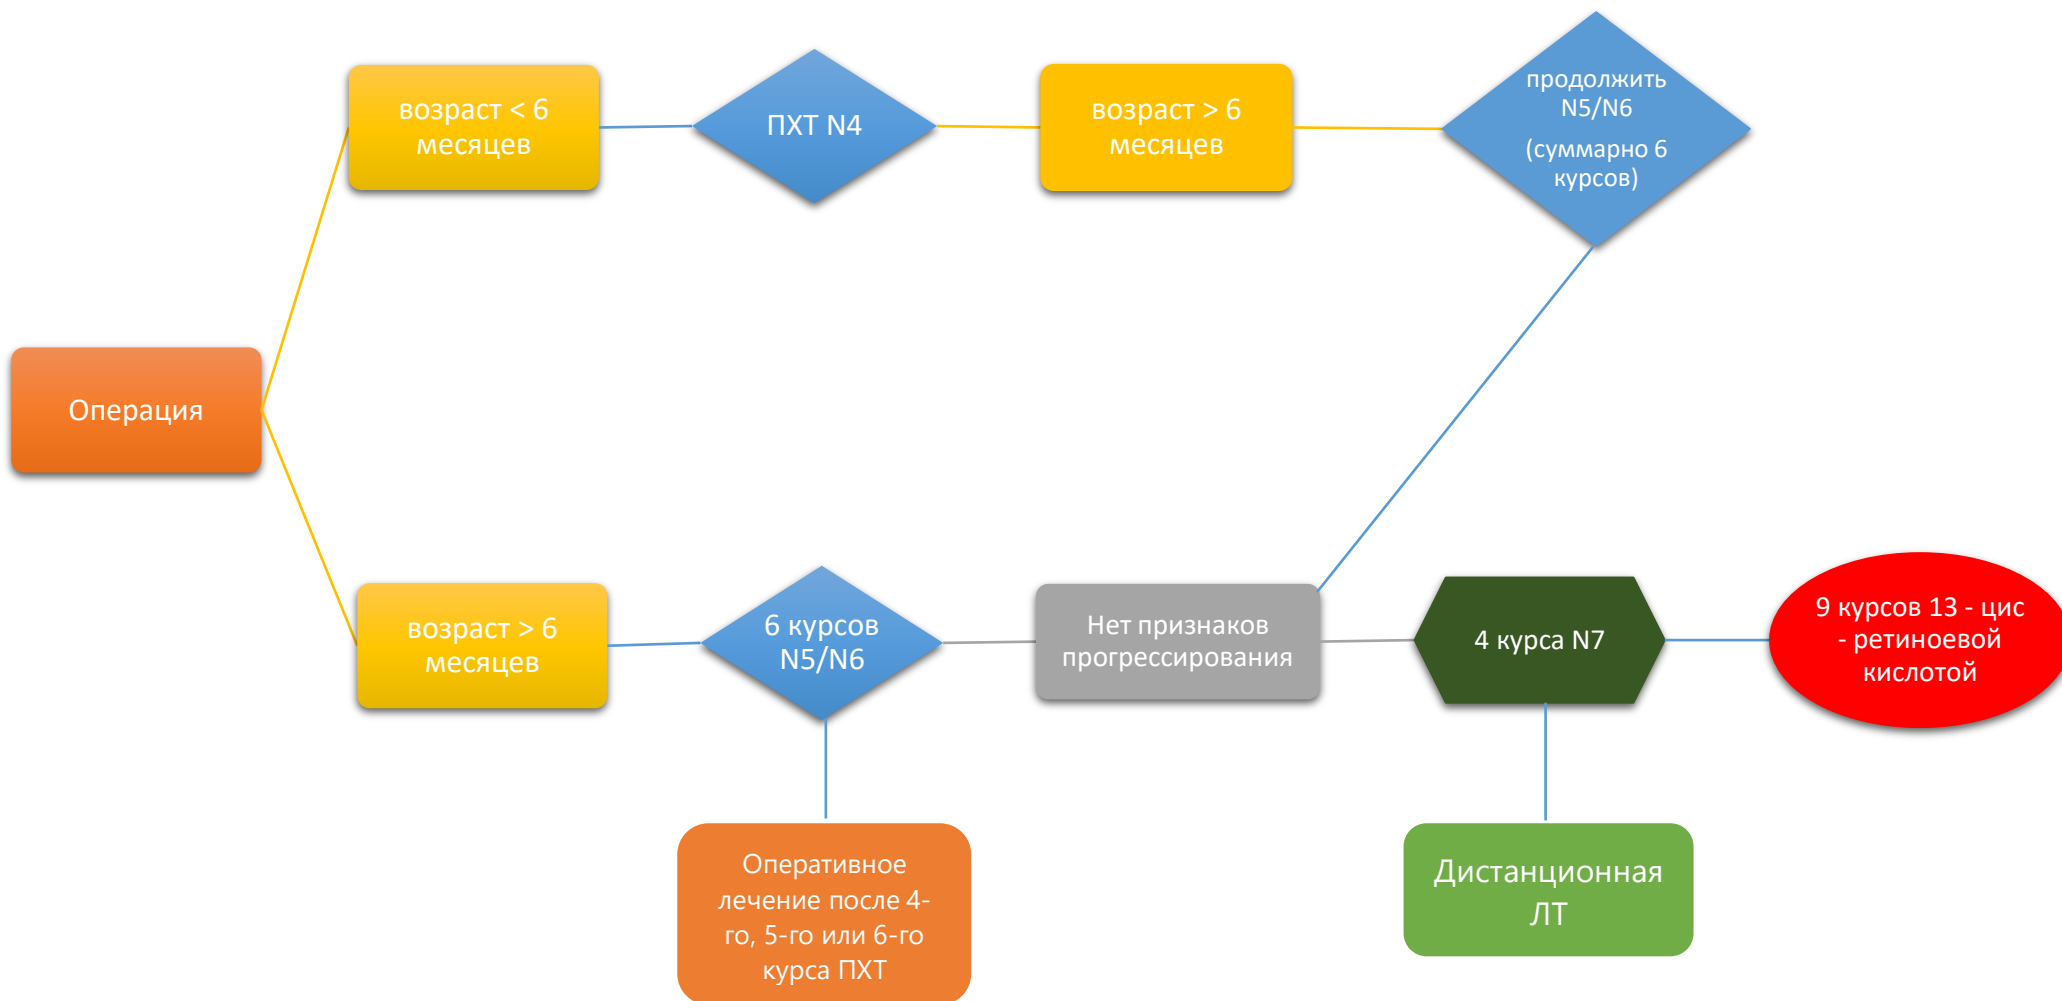 возраст < 6
месяцев
ПХТ N4
возраст > 6
месяцев
продолжить
N5/N6
(суммарно 6
курсов)
Операция
возраст > 6
месяцев
6 курсов
N5/N6
Нет признаков
прогрессирования
4 курса N7
9 курсов 13 - цис
- ретиноевой
кислотой
Оперативное
лечение после 4-
го, 5-го или 6-го
курса ПХТ
Дистанционная
ЛТ